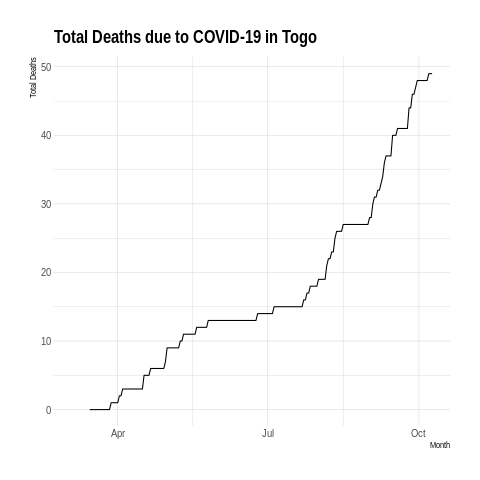 Total Deaths due to COVID-19 in Togo
Total Deaths
50
40
30
20
10
0
Apr
Jul
Oct
Month